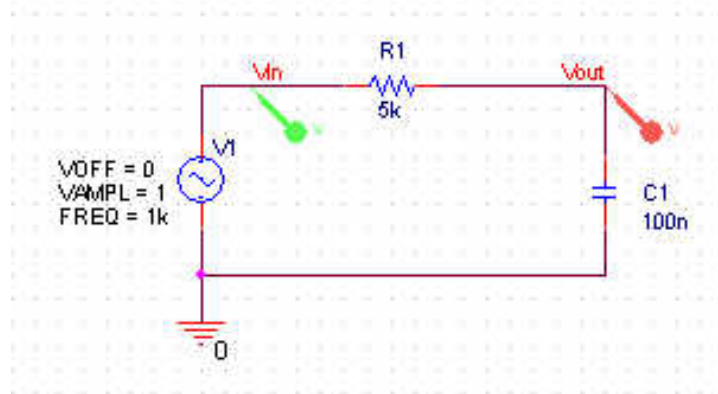 R1
Vin
Vout
5k
V
V
V1
VOFF = 0
VAMPL = 1
FREQ = 1k
C1
100n
0